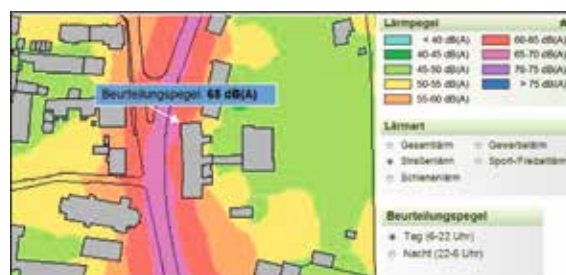 Beurteilungspegel: 65 dB(A)
Lärmpegel
< 40 dB(A)
40-45 dB(A)
45-50 dB(A)
50-55 dB(A)
55-60 dB(A)
60-65 dB(A)
65-70 dB(A)
70-75 dB(A)
> 75 dB(A)
Lärmart
Gesamtlärm
Straßenlärm
Schienenlärm
Gewerbelärm
Sport-/Freizeitlärm
Beurteilungspegel
Tag (6-22 Uhr)
Nacht (22-6 Uhr)